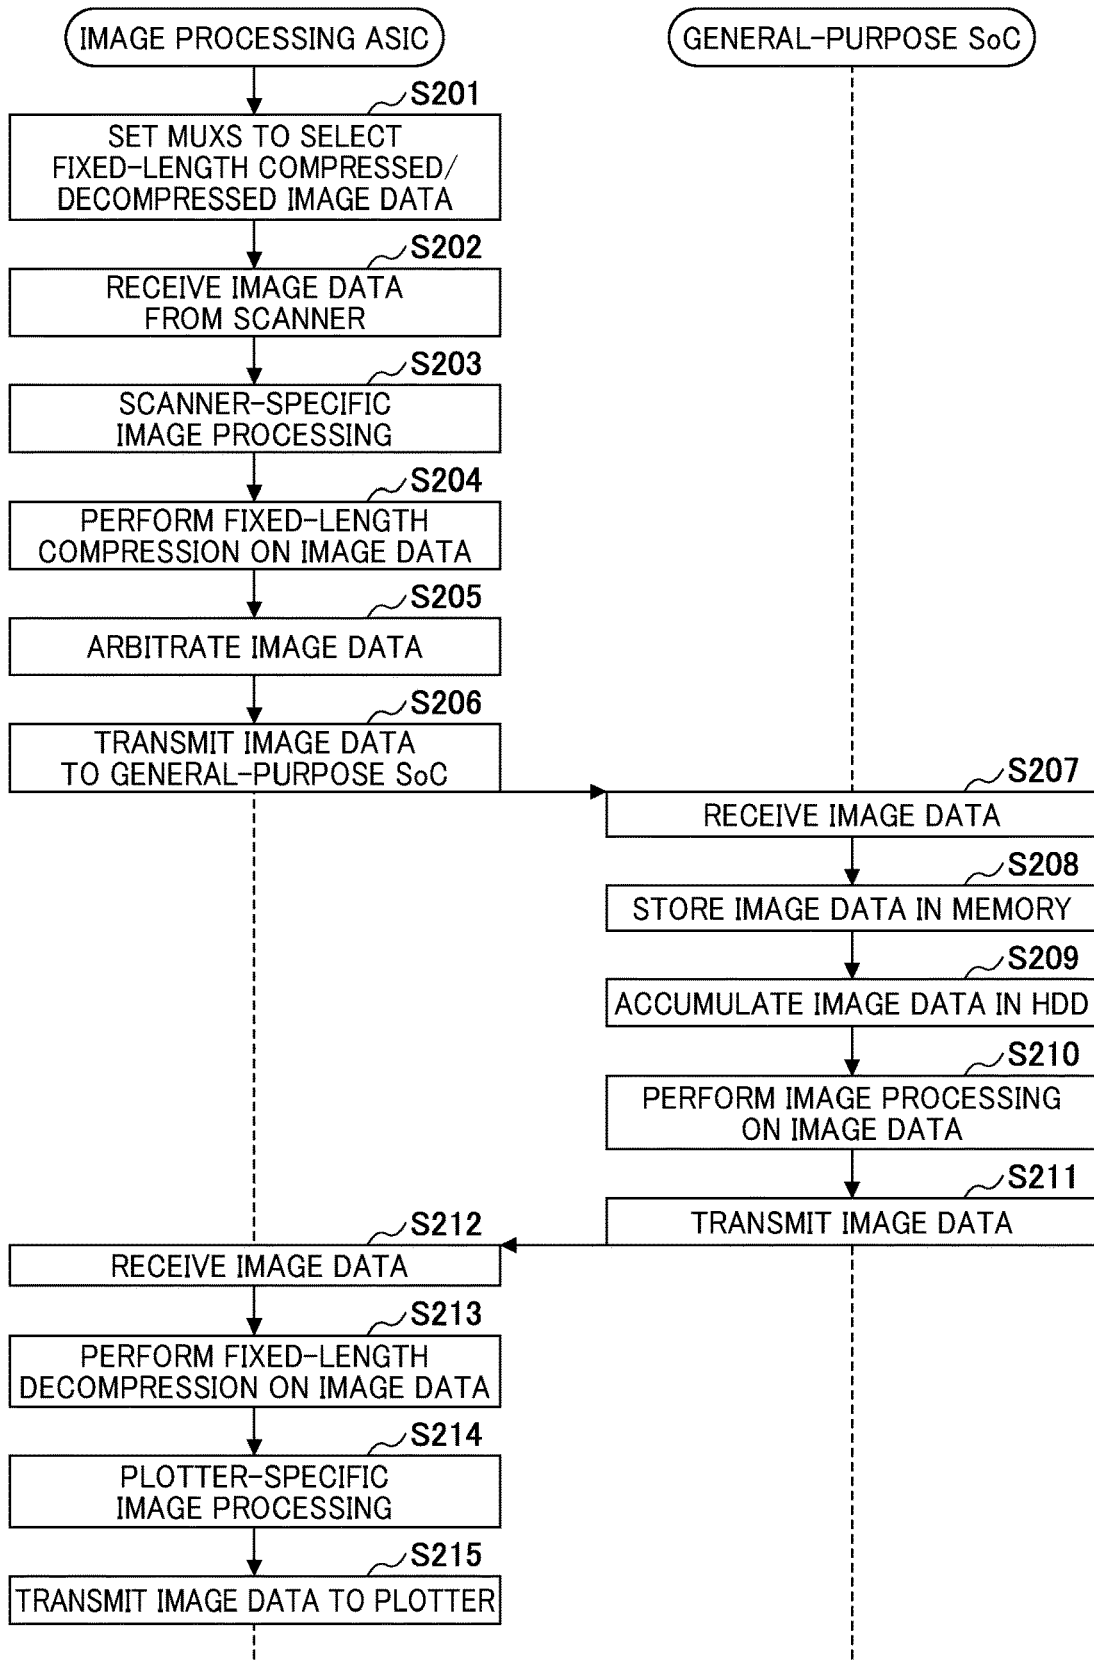 IMAGE PROCESSING ASIC
GENERAL-PURPOSE SoC
S201
SET MUXS TO SELECT
FIXED-LENGTH COMPRESSED/
DECOMPRESSED IMAGE DATA
S202
RECEIVE IMAGE DATA
FROM SCANNER
S203
SCANNER-SPECIFIC
IMAGE PROCESSING
S204
PERFORM FIXED-LENGTH
COMPRESSION ON IMAGE DATA
S205
ARBITRATE IMAGE DATA
S206
TRANSMIT IMAGE DATA
TO GENERAL-PURPOSE SoC
S207
RECEIVE IMAGE DATA
S208
STORE IMAGE DATA IN MEMORY
S209
ACCUMULATE IMAGE DATA IN HDD
S210
PERFORM IMAGE PROCESSING
ON IMAGE DATA
S211
TRANSMIT IMAGE DATA
S212
RECEIVE IMAGE DATA
S213
PERFORM FIXED-LENGTH
DECOMPRESSION ON IMAGE DATA
S214
PLOTTER-SPECIFIC
IMAGE PROCESSING
S215
TRANSMIT IMAGE DATA TO PLOTTER